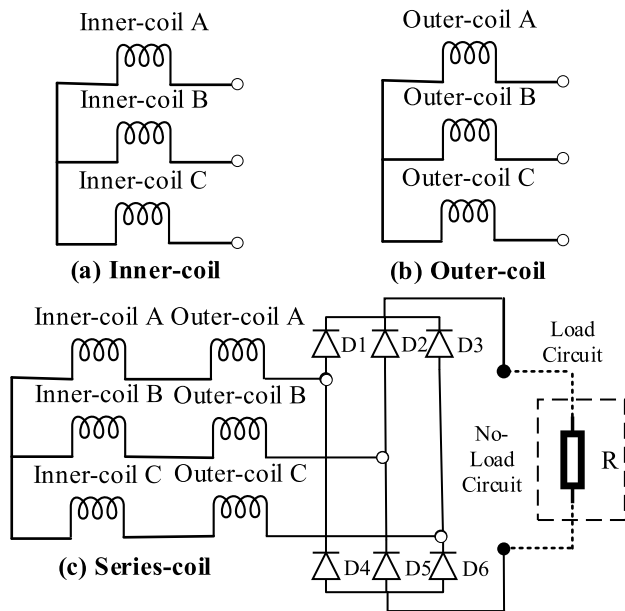 Inner-coil A
Inner-coil B
Inner-coil C
(a) Inner-coil
Outer-coil A
Outer-coil B
Outer-coil C
(b) Outer-coil
Inner-coil A Outer-coil A
Inner-coil B Outer-coil B
Inner-coil C Outer-coil C
(c) Series-coil
D1 D2 D3
D4 D5 D6
Load
Circuit
No-
Load
Circuit
R